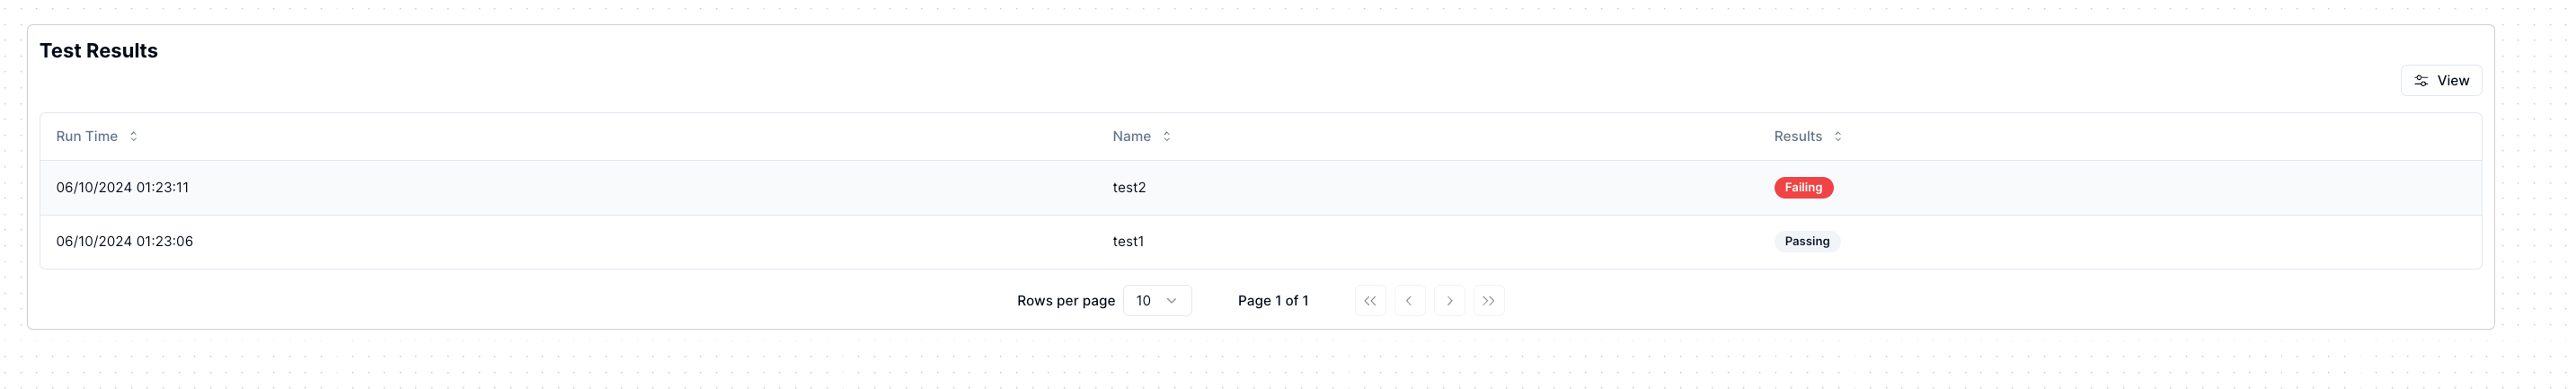 Test Results
View
Run Time Name Results
06/10/2024 01:23:11 test2 Failing
06/10/2024 01:23:06 test1 Passing
Rows per page 10 Page 1 of 1